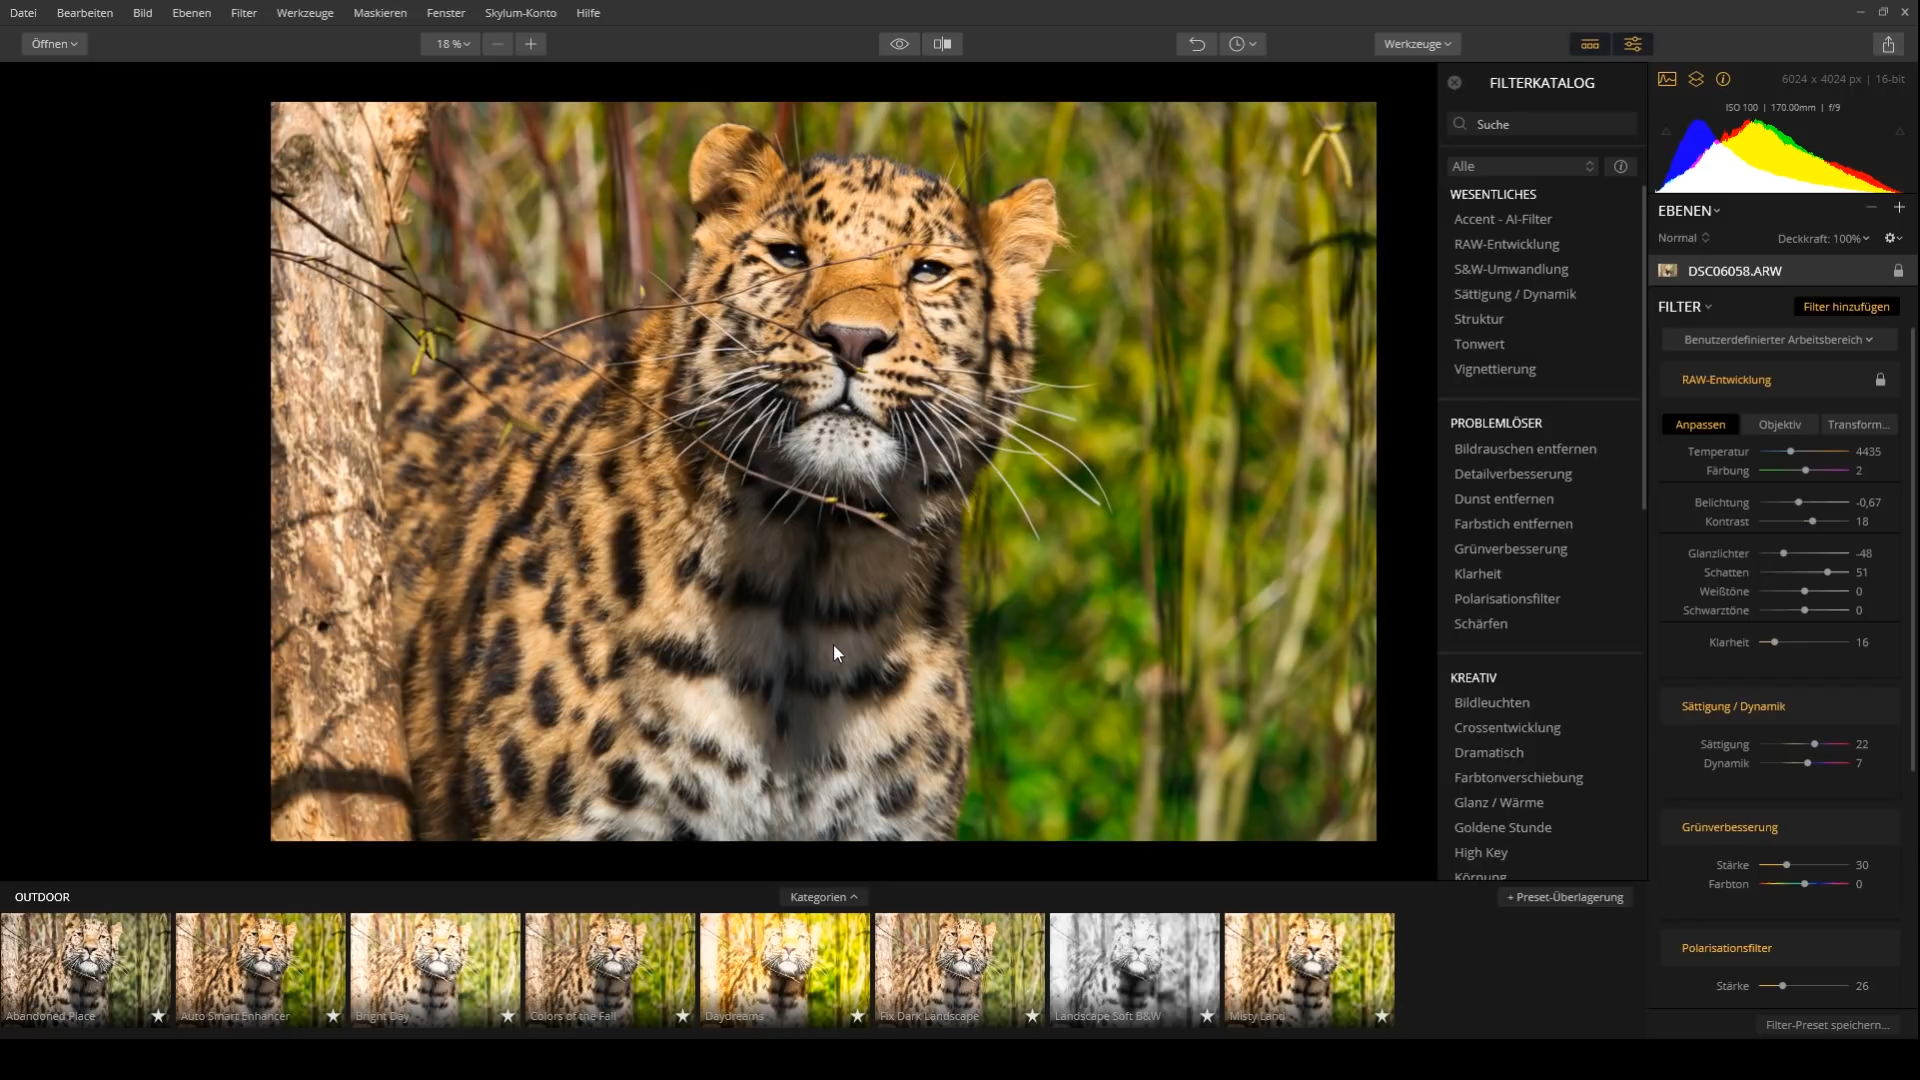 Datei Bearbeiten Bild Ebenen Filter Werkzeuge Maskieren Fenster Skylum-Konto Hilfe
Öffnen 18 % Werkzeuge
FILTERKATALOG
Suche
Alle
WESENTLICHES
Accent - AI-Filter
RAW-Entwicklung
S&W-Umwandlung
Sättigung / Dynamik
Struktur
Tonwert
Vignettierung
PROBLEMLÖSER
Bildrauschen entfernen
Detailverbesserung
Dunst entfernen
Farbstich entfernen
Grünverbesserung
Klarheit
Polarisationsfilter
Schärfen
KREATIV
Bildleuchten
Crossentwicklung
Dramatisch
Farbtonverschiebung
Glanz / Wärme
Goldene Stunde
High Key
Körnung
6024 x 4024 px | 16-bit
ISO 100 | 170.00mm | f/9
EBENEN
Normal Deckkraft: 100%
DSC06058.ARW
FILTER Filter hinzufügen
Benutzerdefinierter Arbeitsbereich
RAW-Entwicklung
Anpassen Objektiv Transform...
Temperatur 4435
Färbung 2
Belichtung -0,67
Kontrast 18
Glanzlichter -48
Schatten 51
Weißtöne 0
Schwarztöne 0
Klarheit 16
Sättigung / Dynamik
Sättigung 22
Dynamik 7
Grünverbesserung
Stärke 30
Farbton 0
Polarisationsfilter
Stärke 26
Filter-Preset speichern...
OUTDOOR Kategorien + Preset-Überlagerung
Abandoned Place Auto Smart Enhancer Bright Day Colors of the Fall Daydreams Fix Dark Landscape Landscape Soft B&W Misty Land